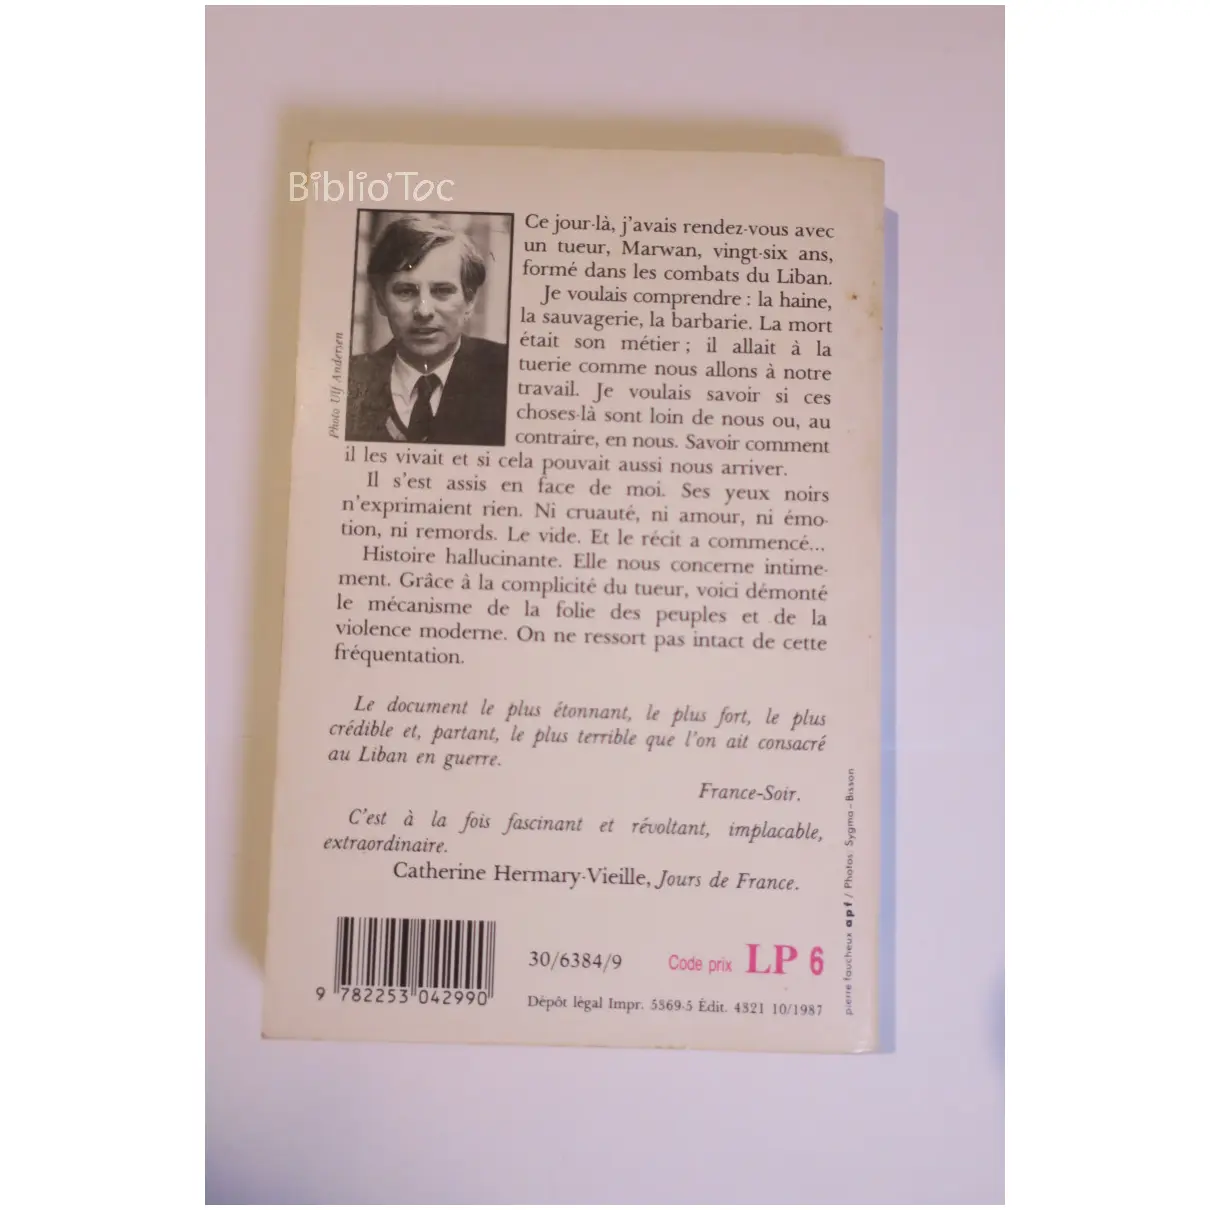 Biblio'Toc
Photo Ulf Andersen
Ce jour-là, j'avais rendez-vous avec
un tueur, Marwan, vingt-six ans,
formé dans les combats du Liban.
Je voulais comprendre : la haine,
la sauvagerie, la barbarie. La mort
était son métier ; il allait à la
tuerie comme nous allons à notre
travail. Je voulais savoir si ces
choses-là sont loin de nous ou, au
contraire, en nous. Savoir comment
il les vivait et si cela pouvait aussi nous arriver.
Il s'est assis en face de moi. Ses yeux noirs
n'exprimaient rien. Ni cruauté, ni amour, ni émo-
tion, ni remords. Le vide. Et le récit a commencé...
Histoire hallucinante. Elle nous concerne intime-
ment. Grâce à la complicité du tueur, voici démonté
le mécanisme de la folie des peuples et de la
violence moderne. On ne ressort pas intact de cette
fréquentation.
Le document le plus étonnant, le plus fort, le plus
crédible et, partant, le plus terrible que l'on ait consacré
au Liban en guerre.
France-Soir.
C'est à la fois fascinant et révoltant, implacable,
extraordinaire.
Catherine Hermary-Vieille, Jours de France.
9 782253 042990
30/6384/9
Code prix LP 6
Dépôt légal Impr. 5369-5 Édit. 4321 10/1987
pierre faucheux apf / Photos Sygma - Bisson